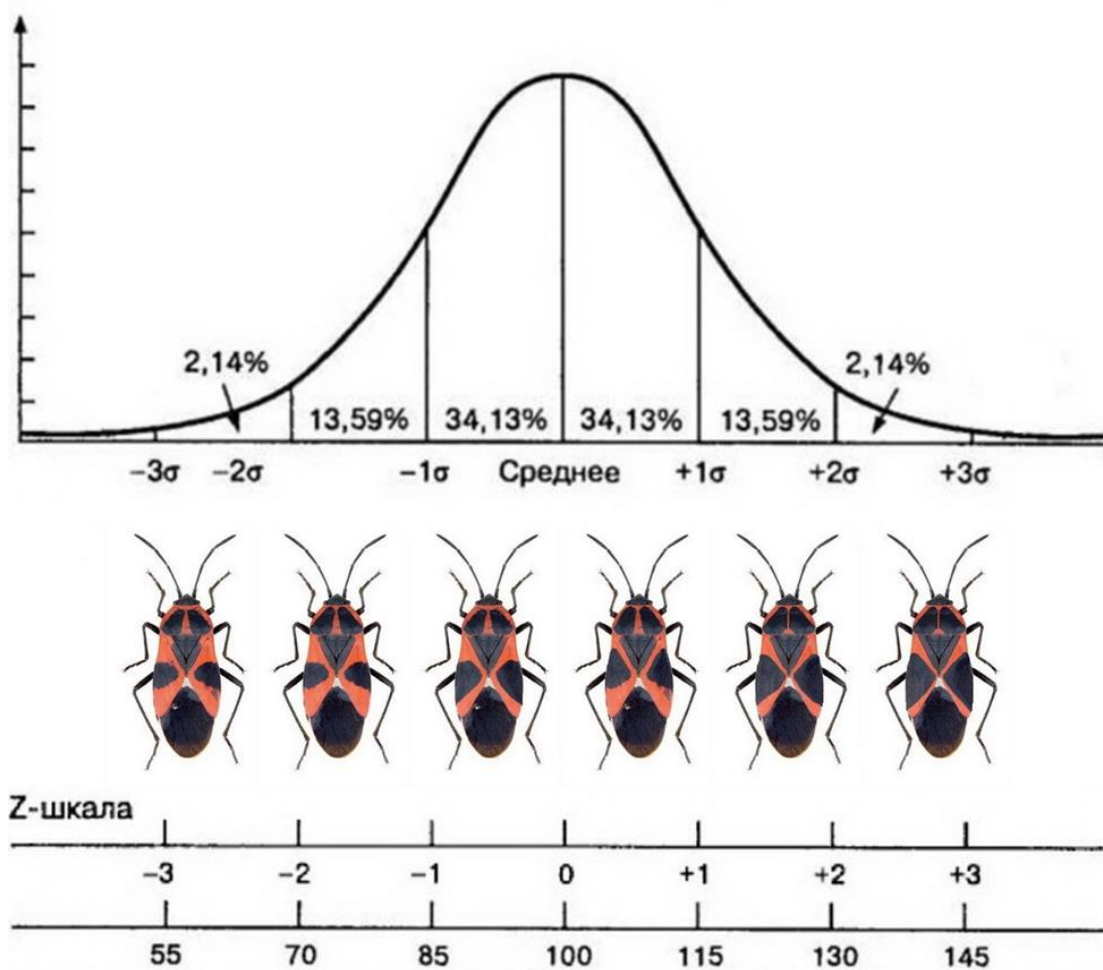 2,14% 2,14%
13,59% 34,13% 34,13% 13,59%
−3σ −2σ −1σ Среднее +1σ +2σ +3σ
Z-шкала
−3 −2 −1 0 +1 +2 +3
55 70 85 100 115 130 145